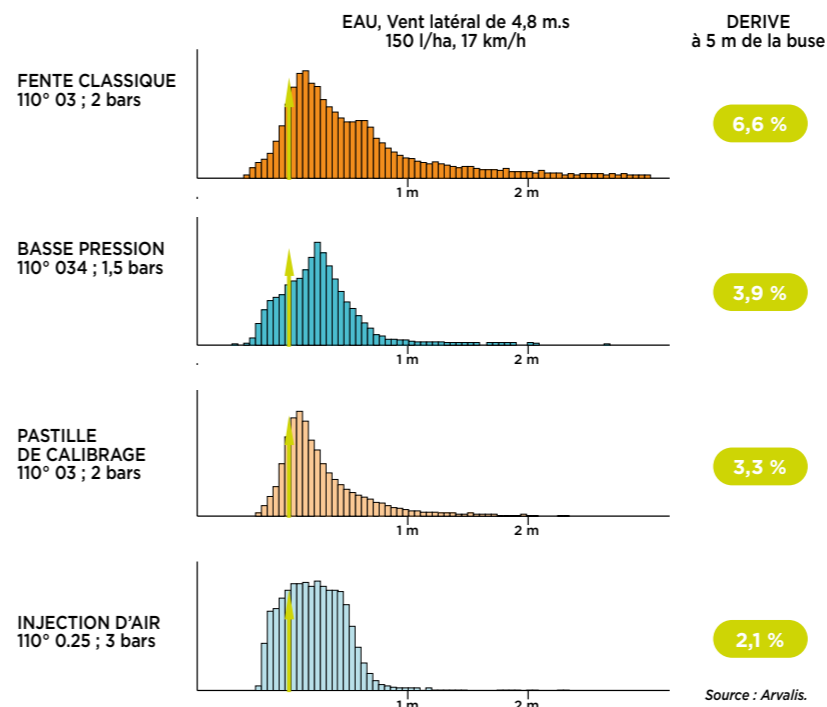 EAU, Vent latéral de 4,8 m.s
150 l/ha, 17 km/h
DERIVE
à 5 m de la buse
FENTE CLASSIQUE
110° 03 ; 2 bars
6,6 %
1 m
2 m
BASSE PRESSION
110° 034 ; 1,5 bars
3,9 %
1 m
2 m
PASTILLE
DE CALIBRAGE
110° 03 ; 2 bars
3,3 %
1 m
2 m
INJECTION D'AIR
110° 0.25 ; 3 bars
2,1 %
1 m
2 m
Source : Arvalis.